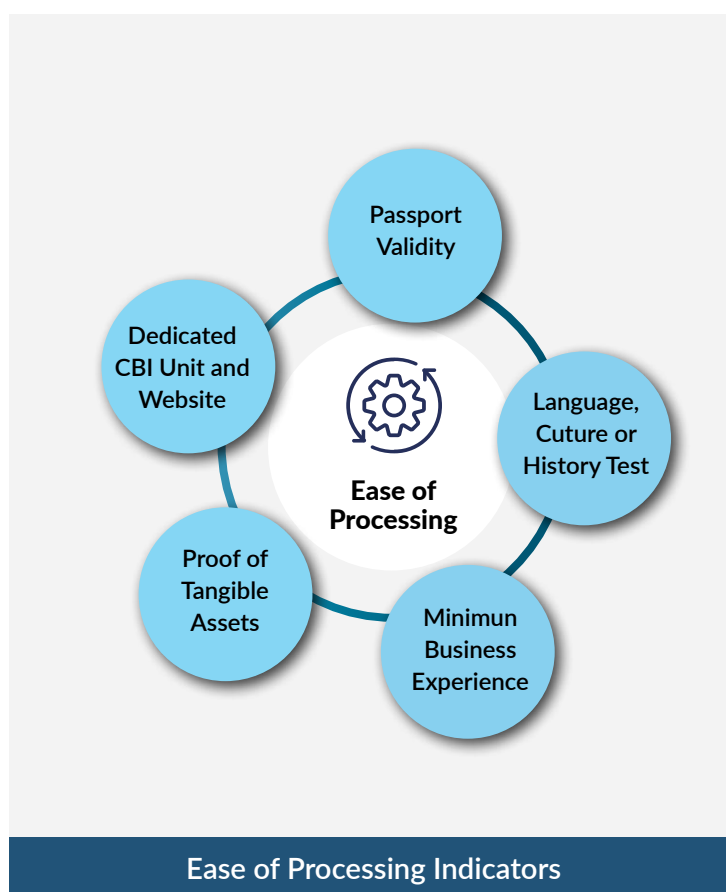 Passport
Validity
Dedicated
CBI Unit and
Website
Language,
Cuture or
History Test
Ease of
Processing
Proof of
Tangible
Assets
Minimun
Business
Experience
Ease of Processing Indicators